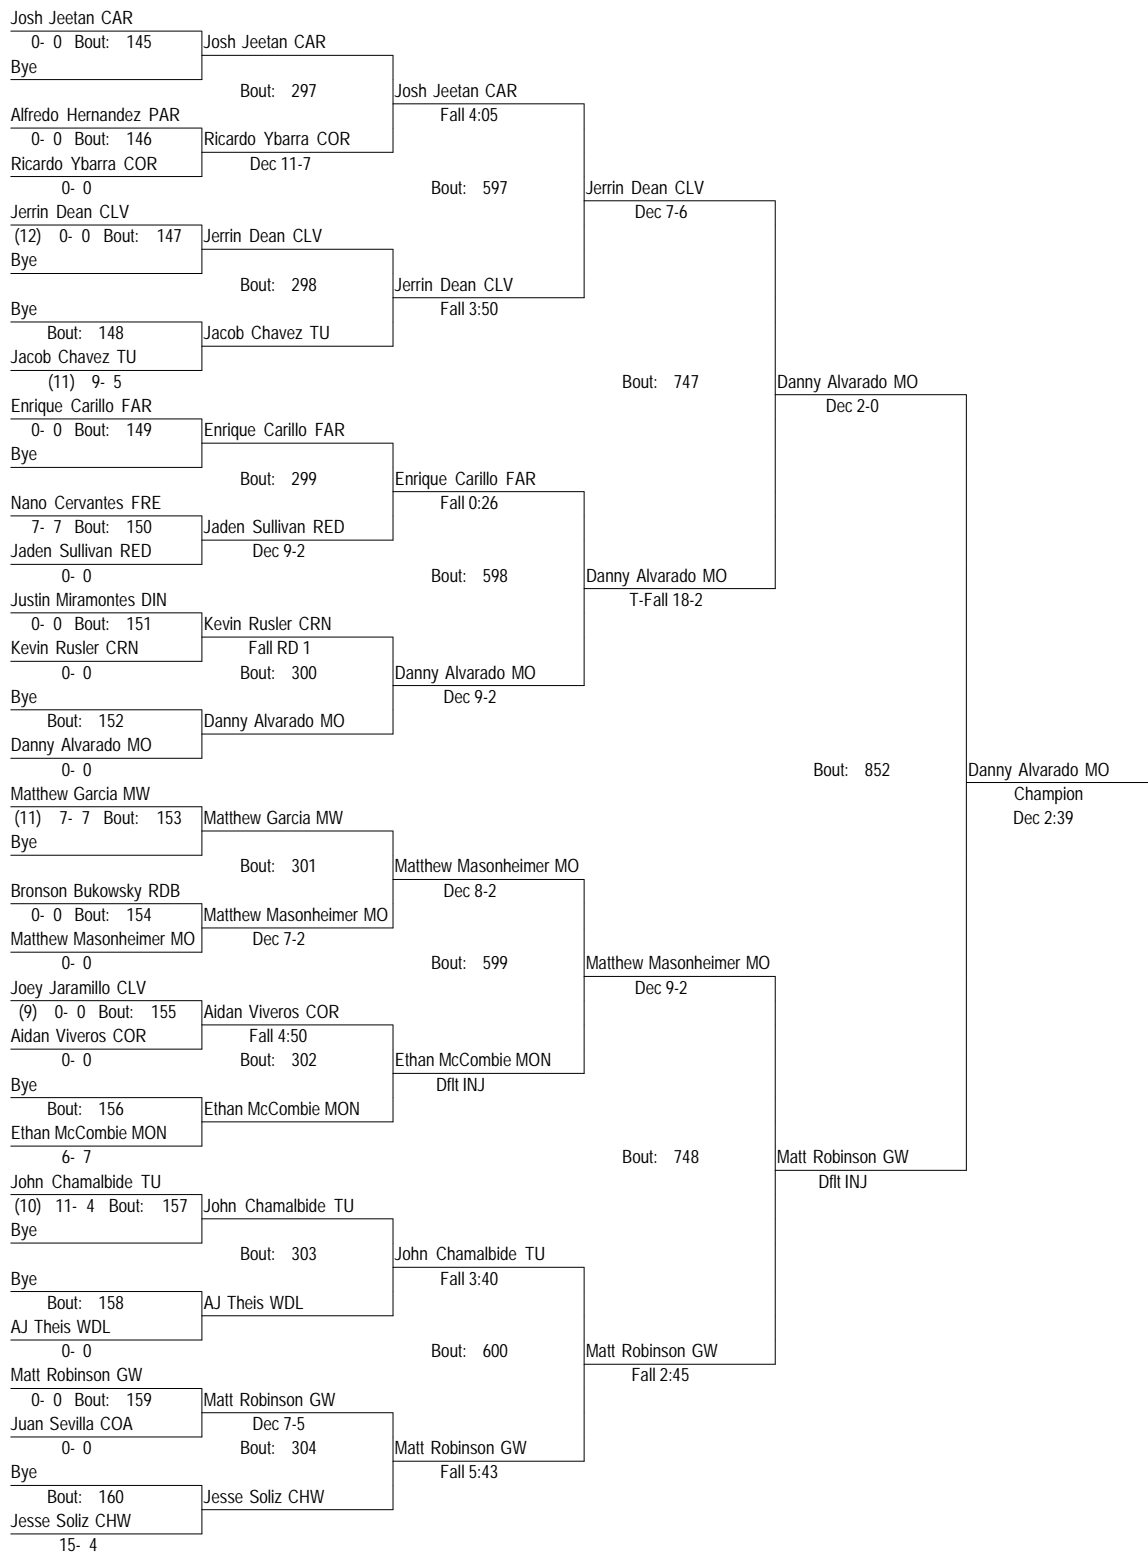 Josh Jeetan CAR
0- 0 Bout: 145
Josh Jeetan CAR
Bye
Bout: 297
Josh Jeetan CAR
Fall 4:05
Alfredo Hernandez PAR
0- 0 Bout: 146
Ricardo Ybarra COR
Ricardo Ybarra COR
Dec 11-7
0- 0
Bout: 597
Jerrin Dean CLV
Dec 7-6
Jerrin Dean CLV
(12) 0- 0 Bout: 147
Jerrin Dean CLV
Bye
Bout: 298
Jerrin Dean CLV
Fall 3:50
Bye
Bout: 148
Jacob Chavez TU
Jacob Chavez TU
(11) 9- 5
Bout: 747
Danny Alvarado MO
Dec 2-0
Enrique Carillo FAR
0- 0 Bout: 149
Enrique Carillo FAR
Bye
Bout: 299
Enrique Carillo FAR
Fall 0:26
Nano Cervantes FRE
7- 7 Bout: 150
Jaden Sullivan RED
Jaden Sullivan RED
Dec 9-2
0- 0
Bout: 598
Danny Alvarado MO
T-Fall 18-2
Justin Miramontes DIN
0- 0 Bout: 151
Kevin Rusler CRN
Kevin Rusler CRN
Fall RD 1
0- 0
Bout: 300
Danny Alvarado MO
Dec 9-2
Bye
Bout: 152
Danny Alvarado MO
Danny Alvarado MO
0- 0
Bout: 852
Danny Alvarado MO
Champion
Dec 2:39
Matthew Garcia MW
(11) 7- 7 Bout: 153
Matthew Garcia MW
Bye
Bout: 301
Matthew Masonheimer MO
Dec 8-2
Bronson Bukowsky RDB
0- 0 Bout: 154
Matthew Masonheimer MO
Matthew Masonheimer MO
Dec 7-2
0- 0
Bout: 599
Matthew Masonheimer MO
Dec 9-2
Joey Jaramillo CLV
(9) 0- 0 Bout: 155
Aidan Viveros COR
Aidan Viveros COR
Fall 4:50
0- 0
Bout: 302
Ethan McCombie MON
Dflt INJ
Bye
Bout: 156
Ethan McCombie MON
Ethan McCombie MON
6- 7
Bout: 748
Matt Robinson GW
Dflt INJ
John Chamalbide TU
(10) 11- 4 Bout: 157
John Chamalbide TU
Bye
Bout: 303
John Chamalbide TU
Fall 3:40
Bye
Bout: 158
AJ Theis WDL
AJ Theis WDL
0- 0
Bout: 600
Matt Robinson GW
Fall 2:45
Matt Robinson GW
0- 0 Bout: 159
Matt Robinson GW
Juan Sevilla COA
Dec 7-5
0- 0
Bout: 304
Matt Robinson GW
Fall 5:43
Bye
Bout: 160
Jesse Soliz CHW
Jesse Soliz CHW
15- 4